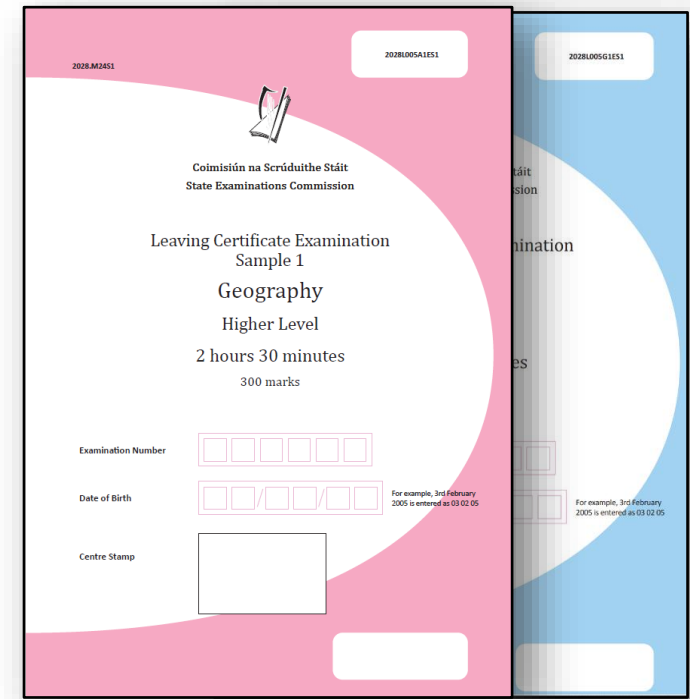 2028.M24S1
2028L005A1ES1
Coimisiún na Scrúduithe Stáit
State Examinations Commission
Leaving Certificate Examination
Sample 1
Geography
Higher Level
2 hours 30 minutes
300 marks
Examination Number
Date of Birth
/ /
For example, 3rd February
2005 is entered as 03 02 05
Centre Stamp
2028L005G1ES1
táit
ssion
mination
es
For example, 3rd February
2005 is entered as 03 02 05